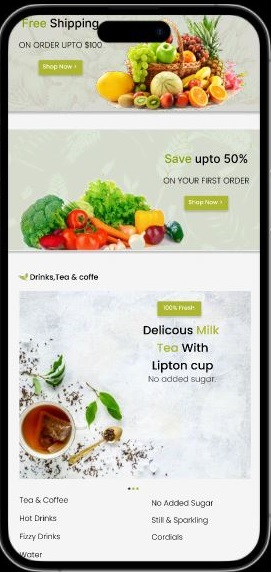 Free Shipping
ON ORDER UPTO $100
Shop Now >
Save upto 50%
ON YOUR FIRST ORDER
Shop Now >
Drinks,Tea & coffe
100% Fresh
Delicous Milk
Tea With
Lipton cup
No added sugar.
Tea & Coffee
Hot Drinks
Fizzy Drinks
Water
No Added Sugar
Still & Sparkling
Cordials